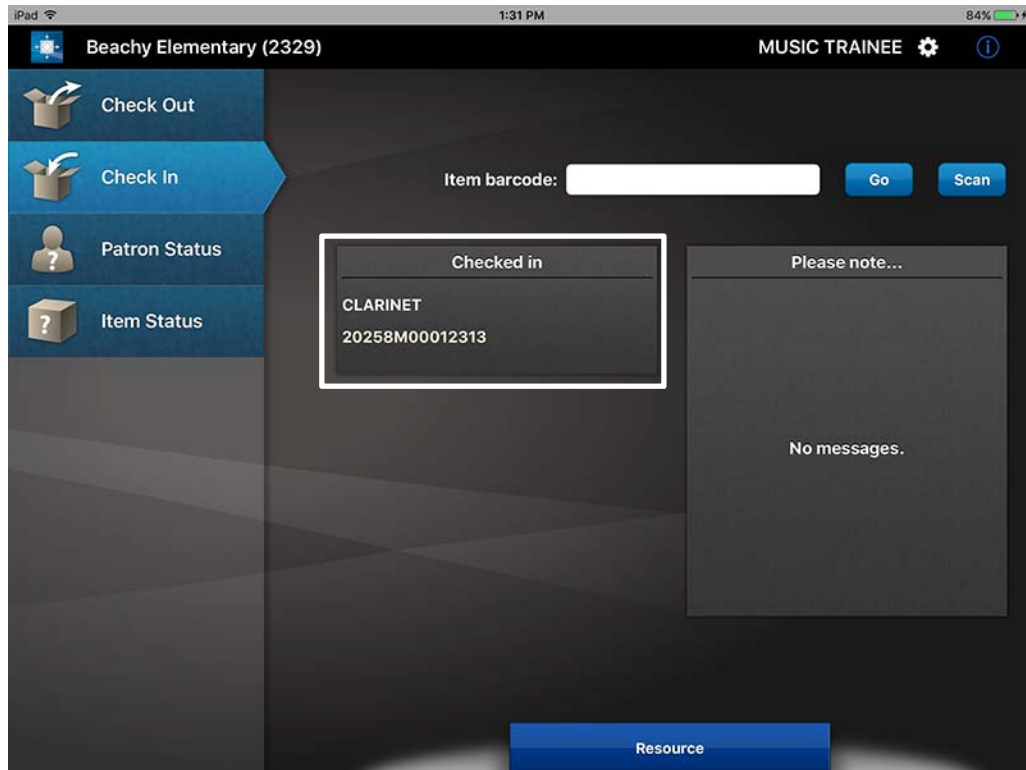 iPad 1:31 PM 84%
Beachy Elementary (2329) MUSIC TRAINEE i
Check Out
Check In
Item barcode: Go Scan
Patron Status
Checked in Please note...
? CLARINET
Item Status
? 20258M00012313
No messages.
Resource